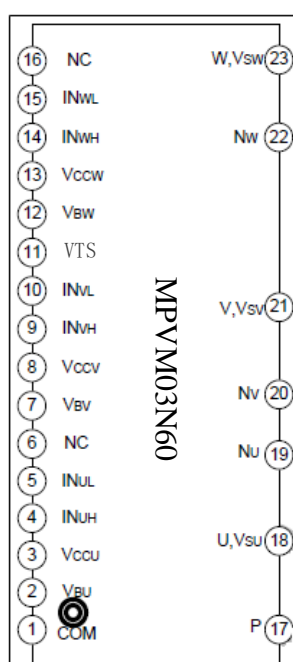 16 NC W,VSW 23
15 INWL
14 INWH NW 22
13 VCCW
12 VBW
11 VTS
10 INVL V,VSV 21
9 INVH
8 VCCV
7 VBV NV 20
6 NC NU 19
5 INUL
4 INUH
3 VCCU U,VSU 18
2 VBU
1 COM P 17
MPVM03N60